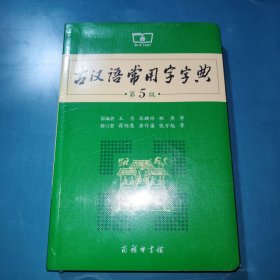 古汉语常用字字典
·第5版·
原编者 王力 岑麒祥 林焘 等
修订者 蒋绍愚 唐作藩 张万起 等
商务印书馆